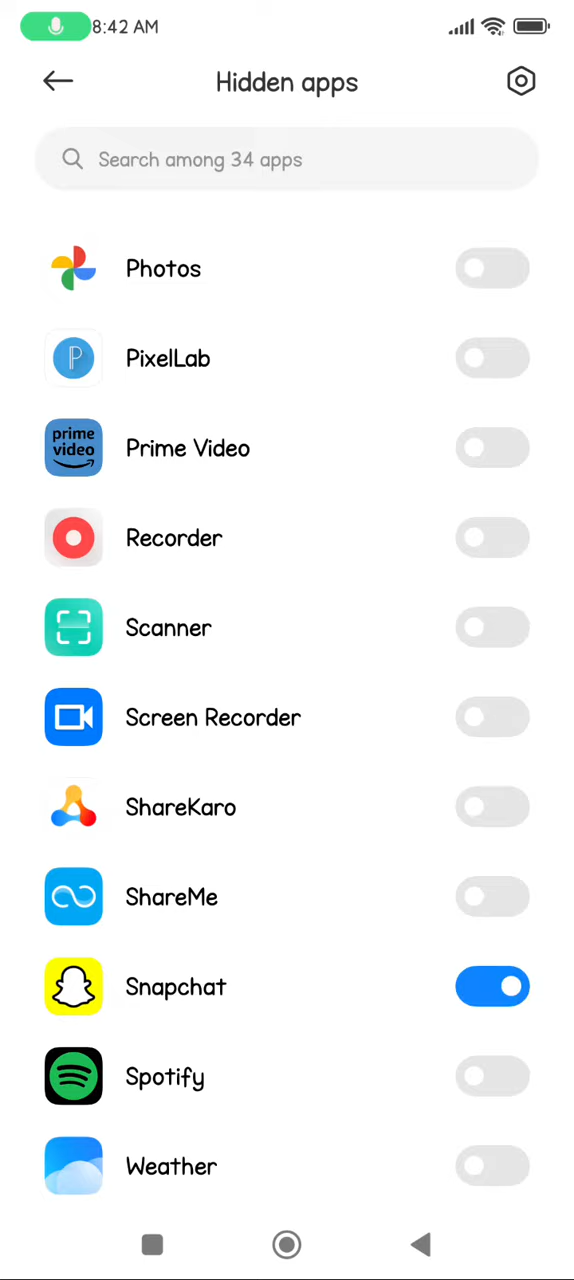 8:42 AM
Hidden apps
Search among 34 apps
Photos
P
PixelLab
prime
video
Prime Video
Recorder
Scanner
Screen Recorder
ShareKaro
ShareMe
Snapchat
Spotify
Weather